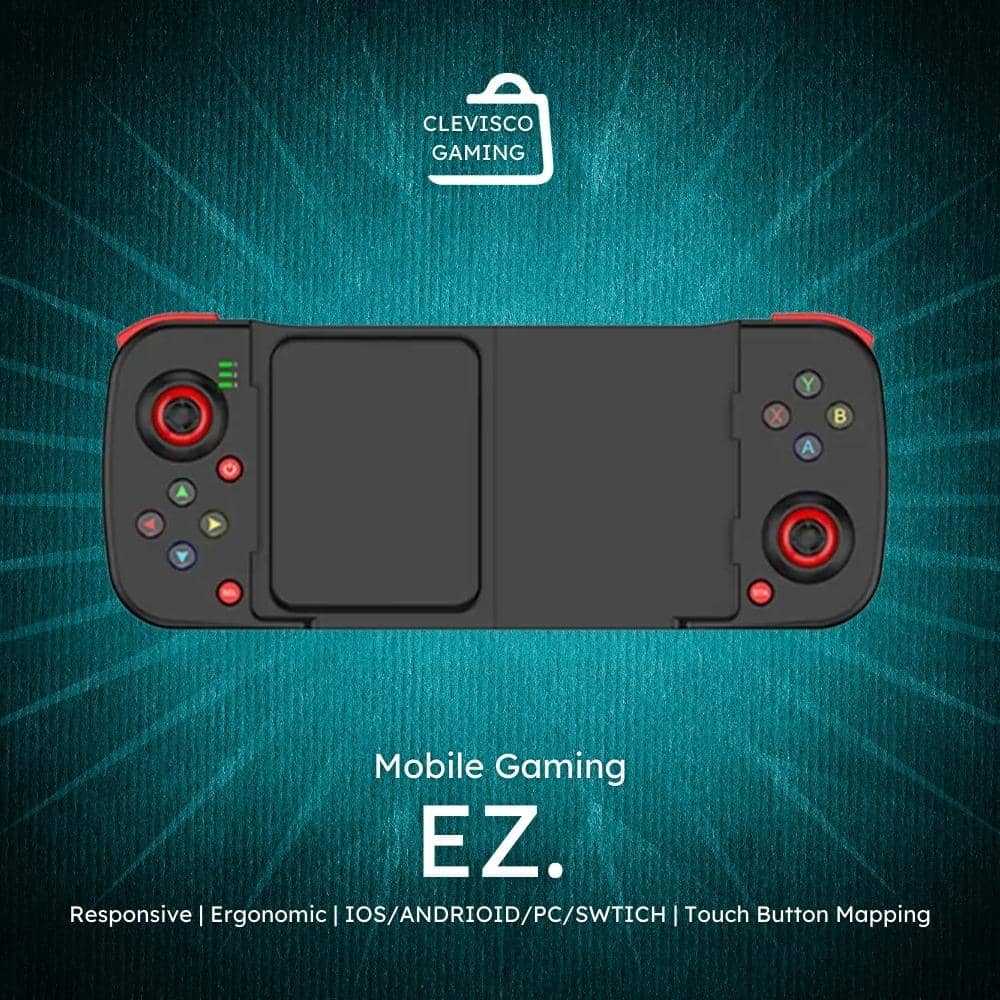 CLEVISCO
GAMING
Y
X B
A
Mobile Gaming
EZ.
Responsive | Ergonomic | IOS/ANDRIOID/PC/SWTICH | Touch Button Mapping